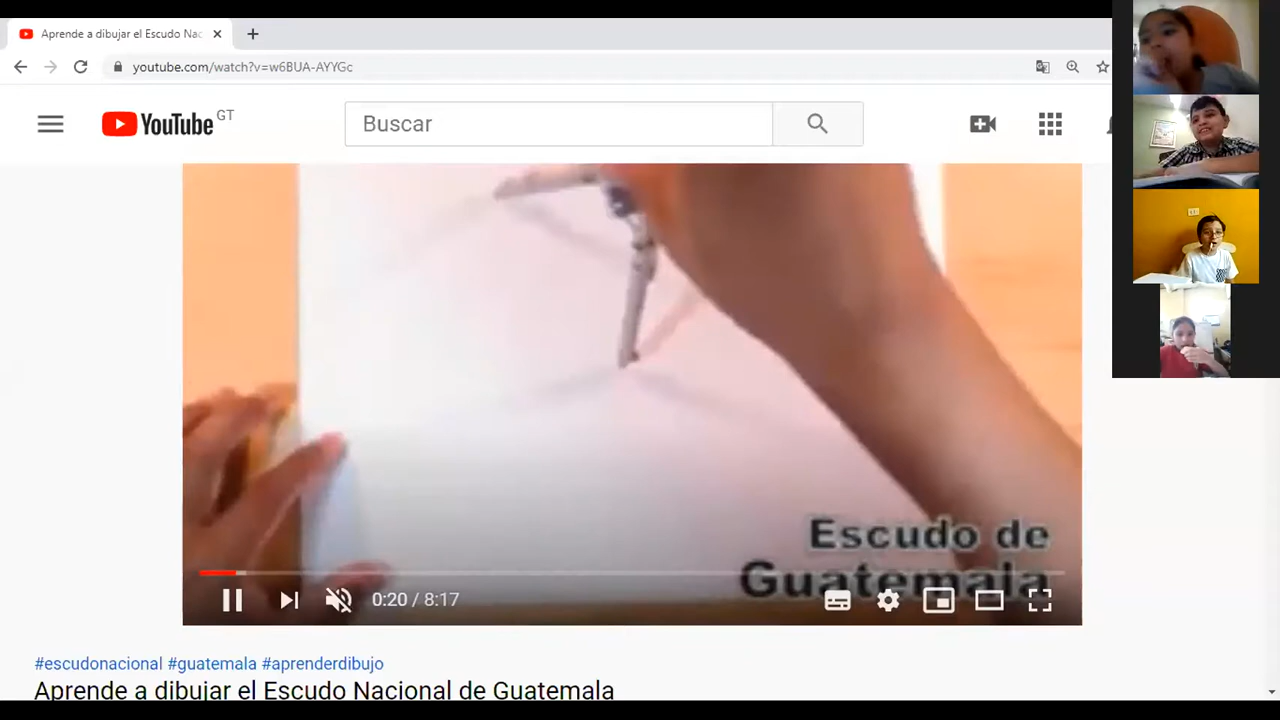 Aprende a dibujar el Escudo Nac
youtube.com/watch?v=w6BUA-AYYGc
YouTube GT
Buscar
Escudo de
Guatemala
0:20 / 8:17
#escudonacional #guatemala #aprenderdibujo
Aprende a dibujar el Escudo Nacional de Guatemala